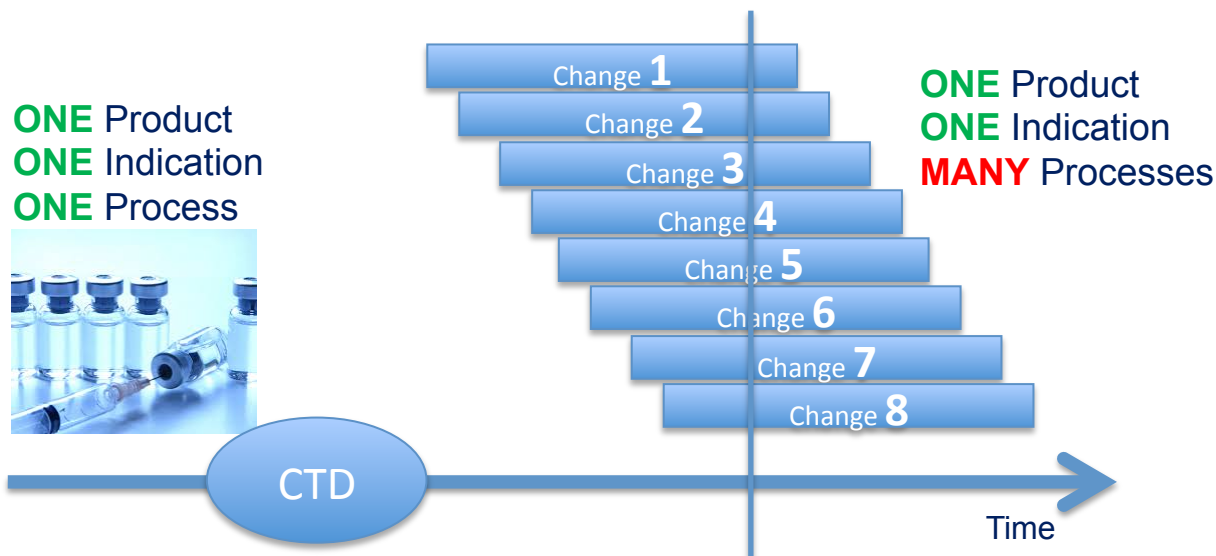 ONE Product
ONE Indication
ONE Process
Change 1
Change 2
Change 3
Change 4
Change 5
Change 6
Change 7
Change 8
ONE Product
ONE Indication
MANY Processes
CTD
Time